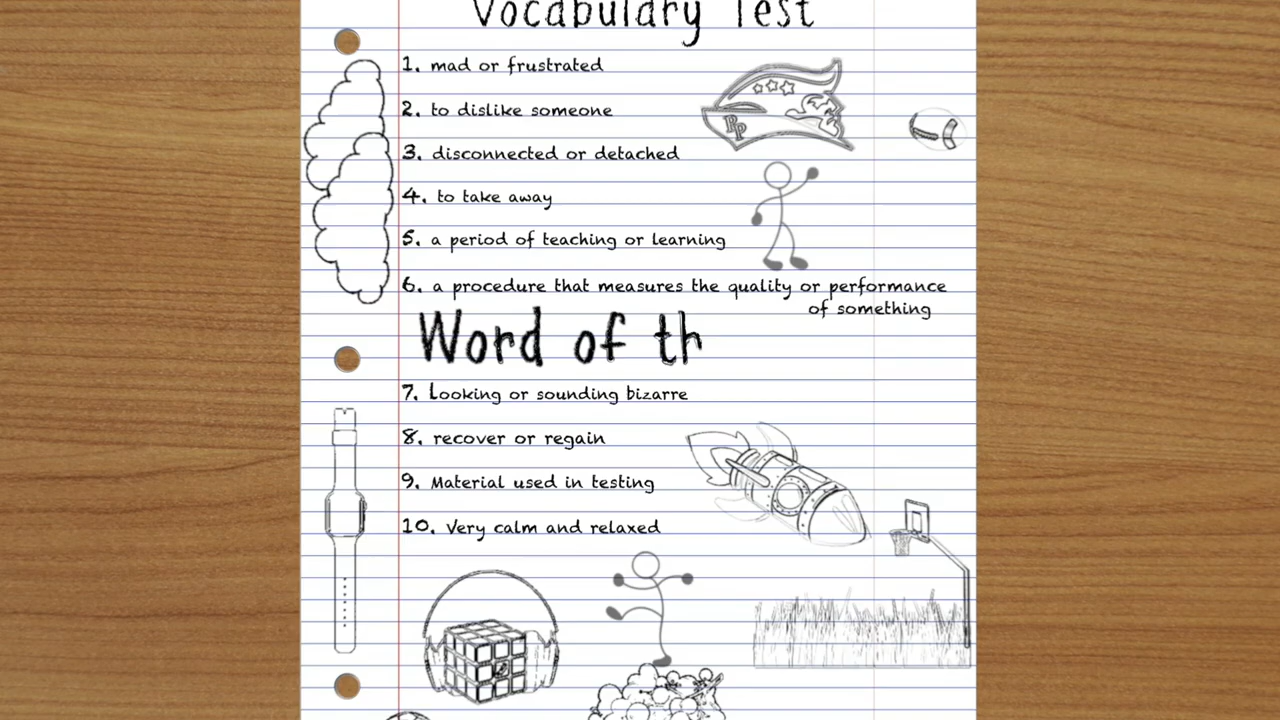 Vocabulary Test
1. mad or frustrated
2. to dislike someone
3. disconnected or detached
4. to take away
5. a period of teaching or learning
6. a procedure that measures the quality or performance
of something
Word of th
7. Looking or sounding bizarre
8. recover or regain
9. Material used in testing
10. Very calm and relaxed
PP